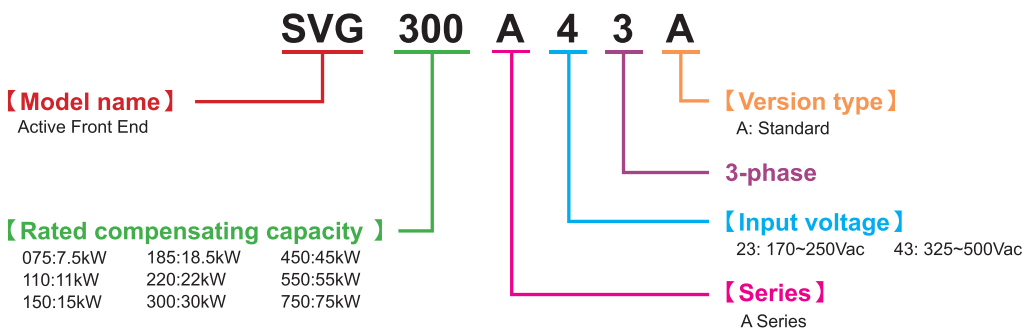 SVG 300 A 4 3 A
【Model name】
Active Front End
【Version type】
A: Standard
3-phase
【Rated compensating capacity 】
075:7.5kW 185:18.5kW 450:45kW
110:11kW 220:22kW 550:55kW
150:15kW 300:30kW 750:75kW
【Input voltage】
23: 170~250Vac 43: 325~500Vac
【Series】
A Series